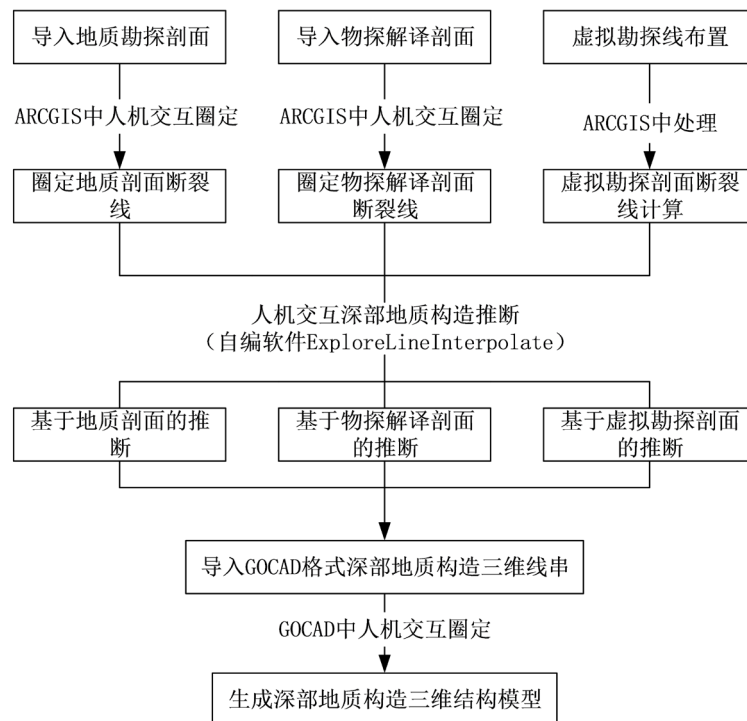 导入地质勘探剖面
导入物探解译剖面
虚拟勘探线布置
ARCGIS中人机交互圈定
ARCGIS中人机交互圈定
ARCGIS中处理
圈定地质剖面断裂
线
圈定物探解译剖面
断裂线
虚拟勘探剖面断裂
线计算
人机交互深部地质构造推断
（自编软件ExploreLineInterpolate）
基于地质剖面的推
断
基于物探解译剖面
的推断
基于虚拟勘探剖面
的推断
导入GOCAD格式深部地质构造三维线串
GOCAD中人机交互圈定
生成深部地质构造三维结构模型